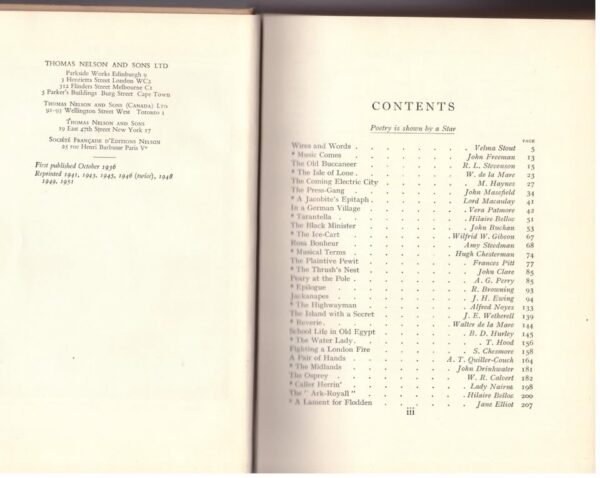 THOMAS NELSON AND SONS LTD
Parkside Works Edinburgh 9
3 Henrietta Street London WC2
312 Flinders Street Melbourne C1
5 Parker's Buildings Burg Street Cape Town
THOMAS NELSON AND SONS (CANADA) LTD
91-93 Wellington Street West Toronto 1
THOMAS NELSON AND SONS
19 East 47th Street New York 17
SOCIÉTÉ FRANÇAISE D'EDITIONS NELSON
25 rue Henri Barbusse Paris Ve
First published October 1936
Reprinted 1941, 1943, 1945, 1946 (twice), 1948
1949, 1951
CONTENTS
Poetry is shown by a Star
PAGE
Wires and Words . . . . . . Velma Stout 5
* Music Comes . . . . . . John Freeman 13
The Old Buccaneer . . . . . . R. L. Stevenson 15
* The Isle of Lone . . . . . . W. de la Mare 23
The Coming Electric City . . . . . . M. Haynes 27
The Press-Gang . . . . . . John Masefield 34
* A Jacobite's Epitaph . . . . . . Lord Macaulay 41
In a German Village . . . . . . Vera Patmore 42
* Tarantella . . . . . . Hilaire Belloc 51
The Black Minister . . . . . . John Buchan 53
* The Ice-Cart . . . . . . Wilfrid W. Gibson 67
Rosa Bonheur . . . . . . Amy Steedman 68
* Musical Terms . . . . . . Hugh Chesterman 74
The Plaintive Pewit . . . . . . Frances Pitt 77
* The Thrush's Nest . . . . . . John Clare 85
Peary at the Pole . . . . . . A. G. Perry 85
* Epilogue . . . . . . R. Browning 93
Jackanapes . . . . . . J. H. Ewing 94
* The Highwayman . . . . . . Alfred Noyes 133
The Island with a Secret . . . . . . J. E. Wetherell 139
* Reverie . . . . . . Walter de la Mare 144
School Life in Old Egypt . . . . . . B. D. Hurley 145
* The Water Lady . . . . . . T. Hood 156
Fighting a London Fire . . . . . . S. Chesmore 158
A Pair of Hands . . . . . . A. T. Quiller-Couch 164
* The Midlands . . . . . . John Drinkwater 181
The Osprey . . . . . . W. R. Calvert 182
* Caller Herrin' . . . . . . Lady Nairne 198
The "Ark-Royall" . . . . . . Hilaire Belloc 200
* A Lament for Flodden . . . . . . Jane Elliot 207
iii